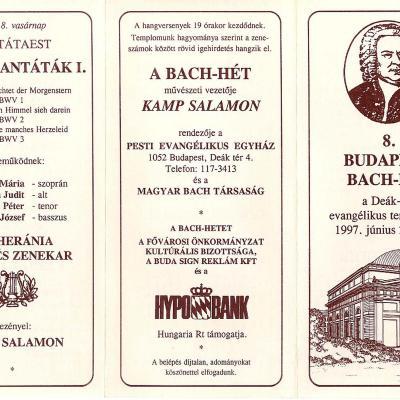 8. vasárnap
TÁTAEST
ANTÁTÁK I.
chtet der Morgenstern
BWV 1
Himmel sieh darein
BWV 2
manches Herzeleid
BWV 3
eműködnek:
Mária - szoprán
Judit - alt
Péter - tenor
József - basszus
HERÁNIA
ÉS ZENEKAR
ezényel:
SALAMON
*
A hangversenyek 19 órakor kezdődnek.
Templomunk hagyománya szerint a zene-
számok között rövid igehirdetés hangzik el.
A BACH-HÉT
művészeti vezetője
KAMP SALAMON
rendezője a
PESTI EVANGÉLIKUS EGYHÁZ
1052 Budapest, Deák tér 4.
Telefon: 117-3413
és a
MAGYAR BACH TÁRSASÁG
*
A BACH-HETET
A FŐVÁROSI ÖNKORMÁNYZAT
KULTÚRÁLIS BIZOTTSÁGA,
A BUDA SIGN REKLÁM KFT
és a
HYPO BANK
Hungaria Rt támogatja.
*
A belépés díjtalan, adományokat
köszönettel elfogadunk.
8.
BUDAPE
BACH-
a Deák-
evangélikus te
1997. június